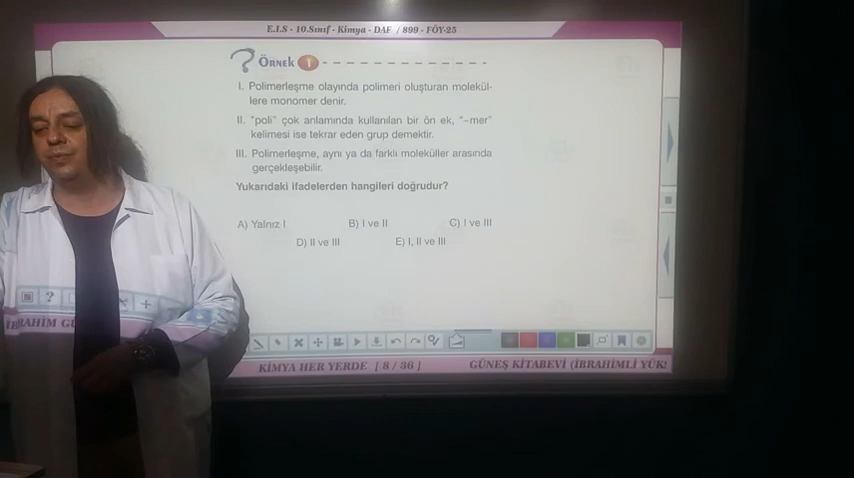 E.I.S - 10.Sınıf - Kimya - DAF / 899 - FÖY-25
? ÖRNEK 1
I. Polimerleşme olayında polimeri oluşturan molekül-
lere monomer denir.
II. "poli" çok anlamında kullanılan bir ön ek, "–mer"
kelimesi ise tekrar eden grup demektir.
III. Polimerleşme, aynı ya da farklı moleküller arasında
gerçekleşebilir.
Yukarıdaki ifadelerden hangileri doğrudur?
A) Yalnız I B) I ve II C) I ve III
D) II ve III E) I, II ve III
?
KİMYA HER YERDE [ 8 / 36 ] GÜNEŞ KİTABEVİ (İBRAHİMLİ YÜK!